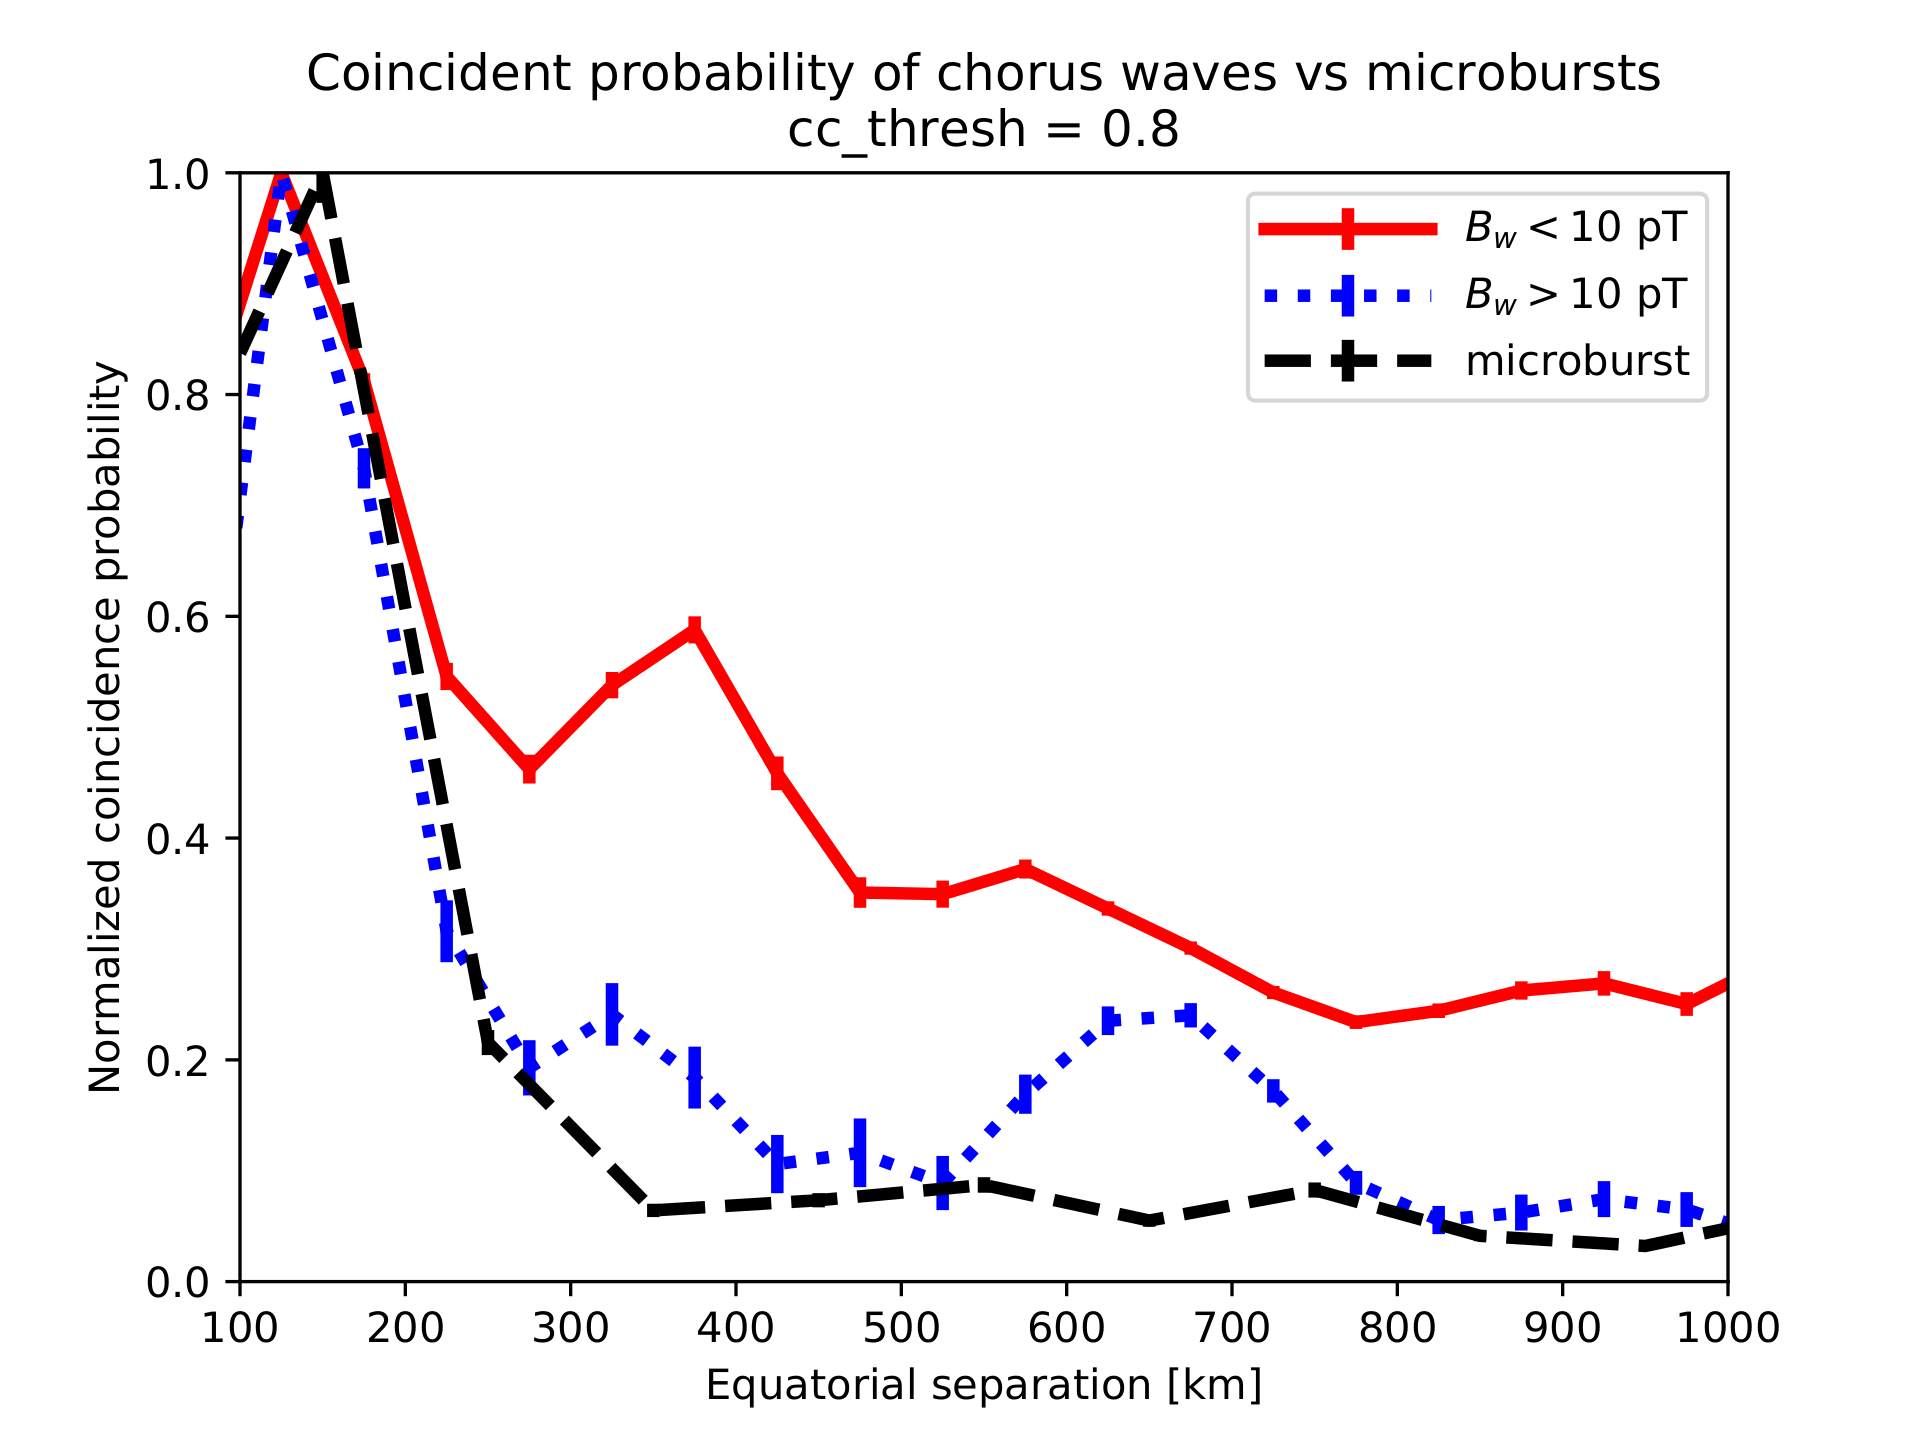 Coincident probability of chorus waves vs microbursts
cc_thresh = 0.8
Normalized coincidence probability
1.0
0.8
0.6
0.4
0.2
0.0
B_w < 10 pT
B_w > 10 pT
microburst
100 200 300 400 500 600 700 800 900 1000
Equatorial separation [km]